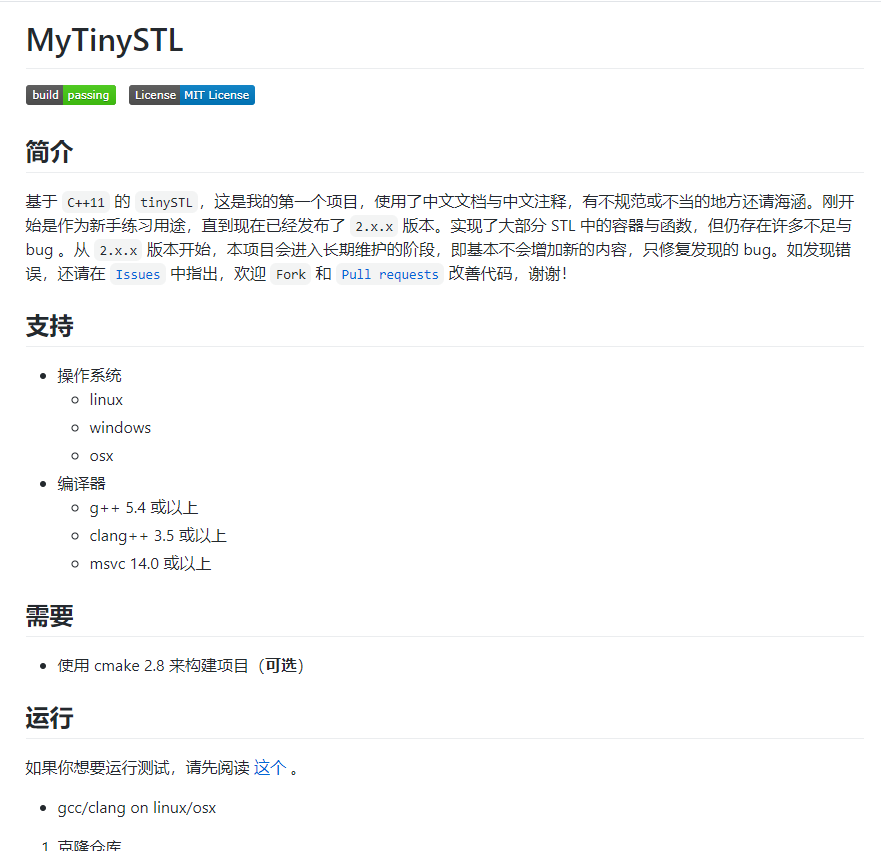 MyTinySTL
build passing License MIT License
简介
基于 C++11 的 tinySTL ，这是我的第一个项目，使用了中文文档与中文注释，有不规范或不当的地方还请海涵。刚开
始是作为新手练习用途，直到现在已经发布了 2.x.x 版本。实现了大部分 STL 中的容器与函数，但仍存在许多不足与
bug 。从 2.x.x 版本开始，本项目会进入长期维护的阶段，即基本不会增加新的内容，只修复发现的 bug。如发现错
误，还请在 Issues 中指出，欢迎 Fork 和 Pull requests 改善代码，谢谢！
支持
操作系统
linux
windows
osx
编译器
g++ 5.4 或以上
clang++ 3.5 或以上
msvc 14.0 或以上
需要
使用 cmake 2.8 来构建项目（可选）
运行
如果你想要运行测试，请先阅读 这个 。
gcc/clang on linux/osx
1. 克隆仓库